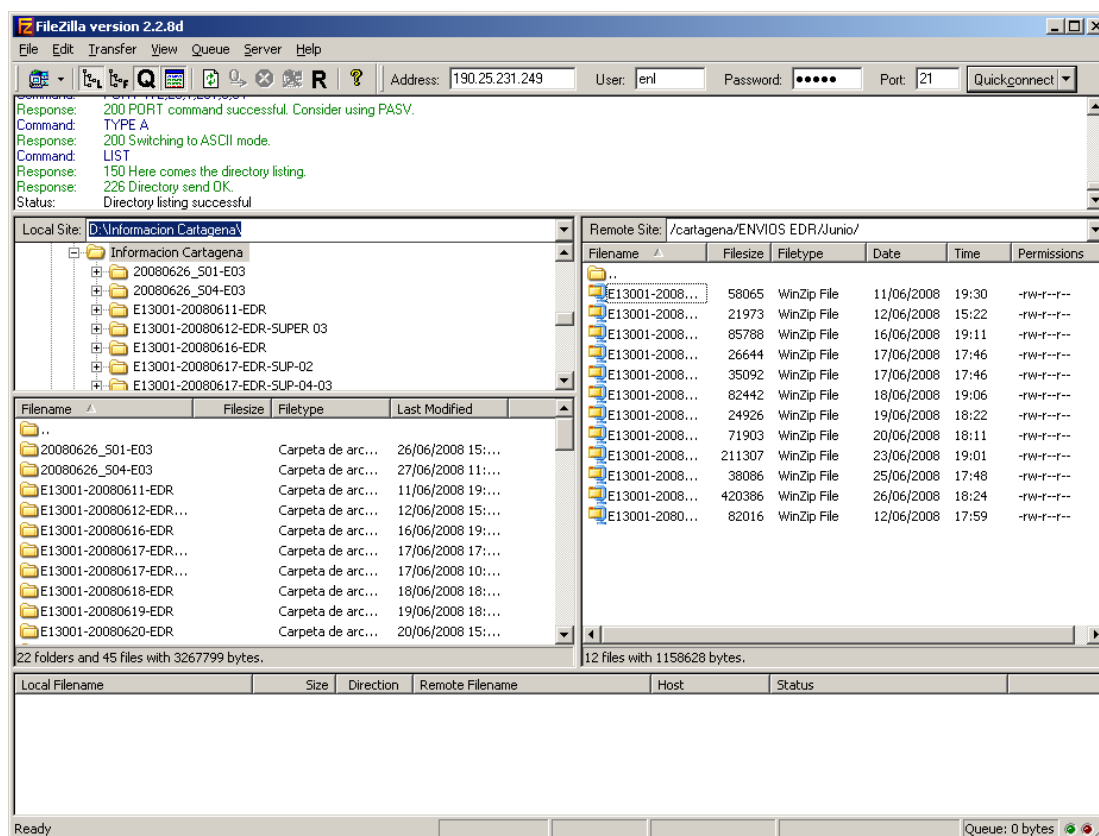 FileZilla version 2.2.8d
File Edit Transfer View Queue Server Help
Address: 190.25.231.249 User: enl Password: ●●●●● Port: 21 Quickconnect
Response: 200 PORT command successful. Consider using PASV.
Command: TYPE A
Response: 200 Switching to ASCII mode.
Command: LIST
Response: 150 Here comes the directory listing.
Response: 226 Directory send OK.
Status: Directory listing successful
Local Site: D:\Informacion Cartagena\
Informacion Cartagena
20080626_S01-E03
20080626_S04-E03
E13001-20080611-EDR
E13001-20080612-EDR-SUPER 03
E13001-20080616-EDR
E13001-20080617-EDR-SUP-02
E13001-20080617-EDR-SUP-04-03
Filename Filesize Filetype Last Modified
..
20080626_S01-E03 Carpeta de arc... 26/06/2008 15:...
20080626_S04-E03 Carpeta de arc... 27/06/2008 11:...
E13001-20080611-EDR Carpeta de arc... 11/06/2008 19:...
E13001-20080612-EDR... Carpeta de arc... 12/06/2008 15:...
E13001-20080616-EDR Carpeta de arc... 16/06/2008 19:...
E13001-20080617-EDR... Carpeta de arc... 17/06/2008 17:...
E13001-20080617-EDR... Carpeta de arc... 17/06/2008 10:...
E13001-20080618-EDR Carpeta de arc... 18/06/2008 18:...
E13001-20080619-EDR Carpeta de arc... 19/06/2008 18:...
E13001-20080620-EDR Carpeta de arc... 20/06/2008 15:...
22 folders and 45 files with 3267799 bytes.
Remote Site: /cartagena/ENVIOS EDR/Junio/
Filename Filesize Filetype Date Time Permissions
..
E13001-2008... 58065 WinZip File 11/06/2008 19:30 -rw-r--r--
E13001-2008... 21973 WinZip File 12/06/2008 15:22 -rw-r--r--
E13001-2008... 85788 WinZip File 16/06/2008 19:11 -rw-r--r--
E13001-2008... 26644 WinZip File 17/06/2008 17:46 -rw-r--r--
E13001-2008... 35092 WinZip File 17/06/2008 17:46 -rw-r--r--
E13001-2008... 82442 WinZip File 18/06/2008 19:06 -rw-r--r--
E13001-2008... 24926 WinZip File 19/06/2008 18:22 -rw-r--r--
E13001-2008... 71903 WinZip File 20/06/2008 18:11 -rw-r--r--
E13001-2008... 211307 WinZip File 23/06/2008 19:01 -rw-r--r--
E13001-2008... 38086 WinZip File 25/06/2008 17:48 -rw-r--r--
E13001-2008... 420386 WinZip File 26/06/2008 18:24 -rw-r--r--
E13001-2080... 82016 WinZip File 12/06/2008 17:59 -rw-r--r--
12 files with 1158628 bytes.
Local Filename Size Direction Remote Filename Host Status
Ready Queue: 0 bytes